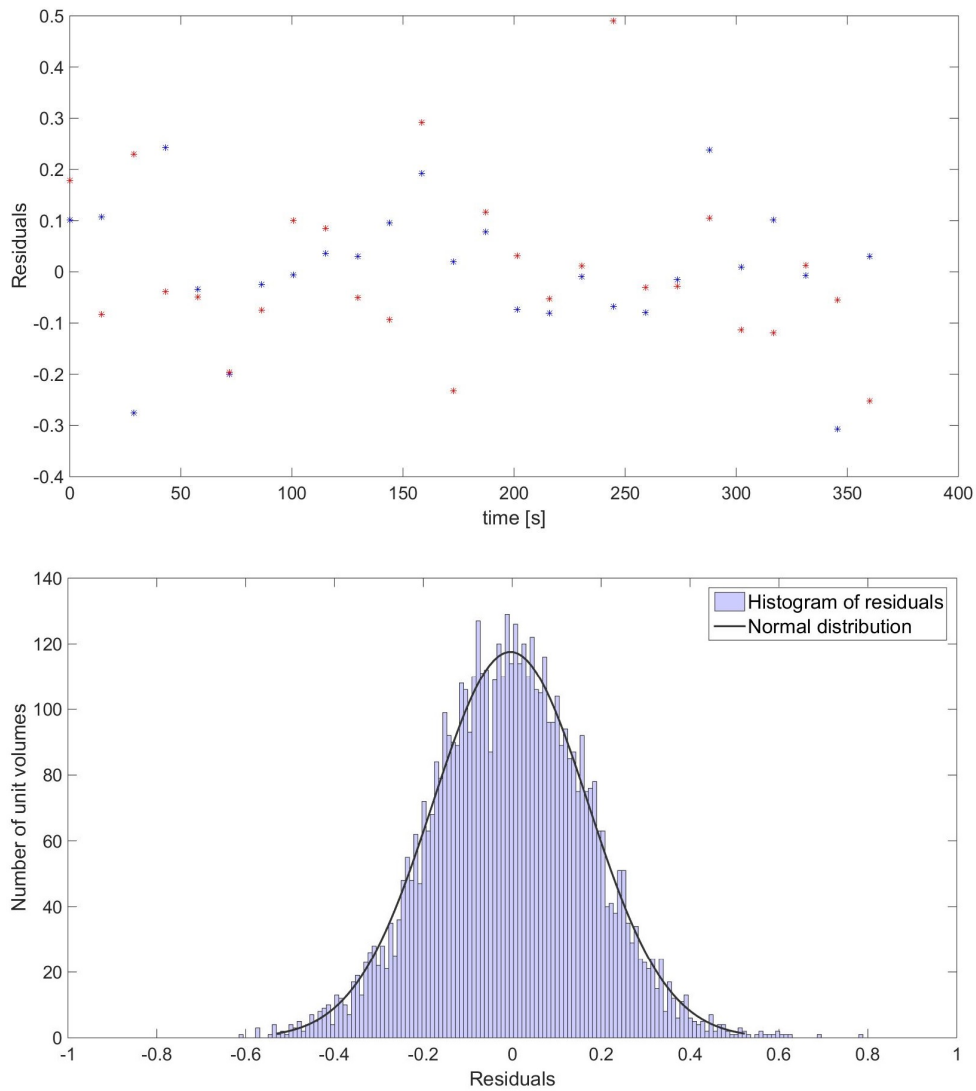 0.5
0.4
0.3
0.2
0.1
0
-0.1
-0.2
-0.3
-0.4
Residuals
0 50 100 150 200 250 300 350 400
time [s]
140
120
100
80
60
40
20
0
Number of unit volumes
Histogram of residuals
Normal distribution
-1 -0.8 -0.6 -0.4 -0.2 0 0.2 0.4 0.6 0.8 1
Residuals